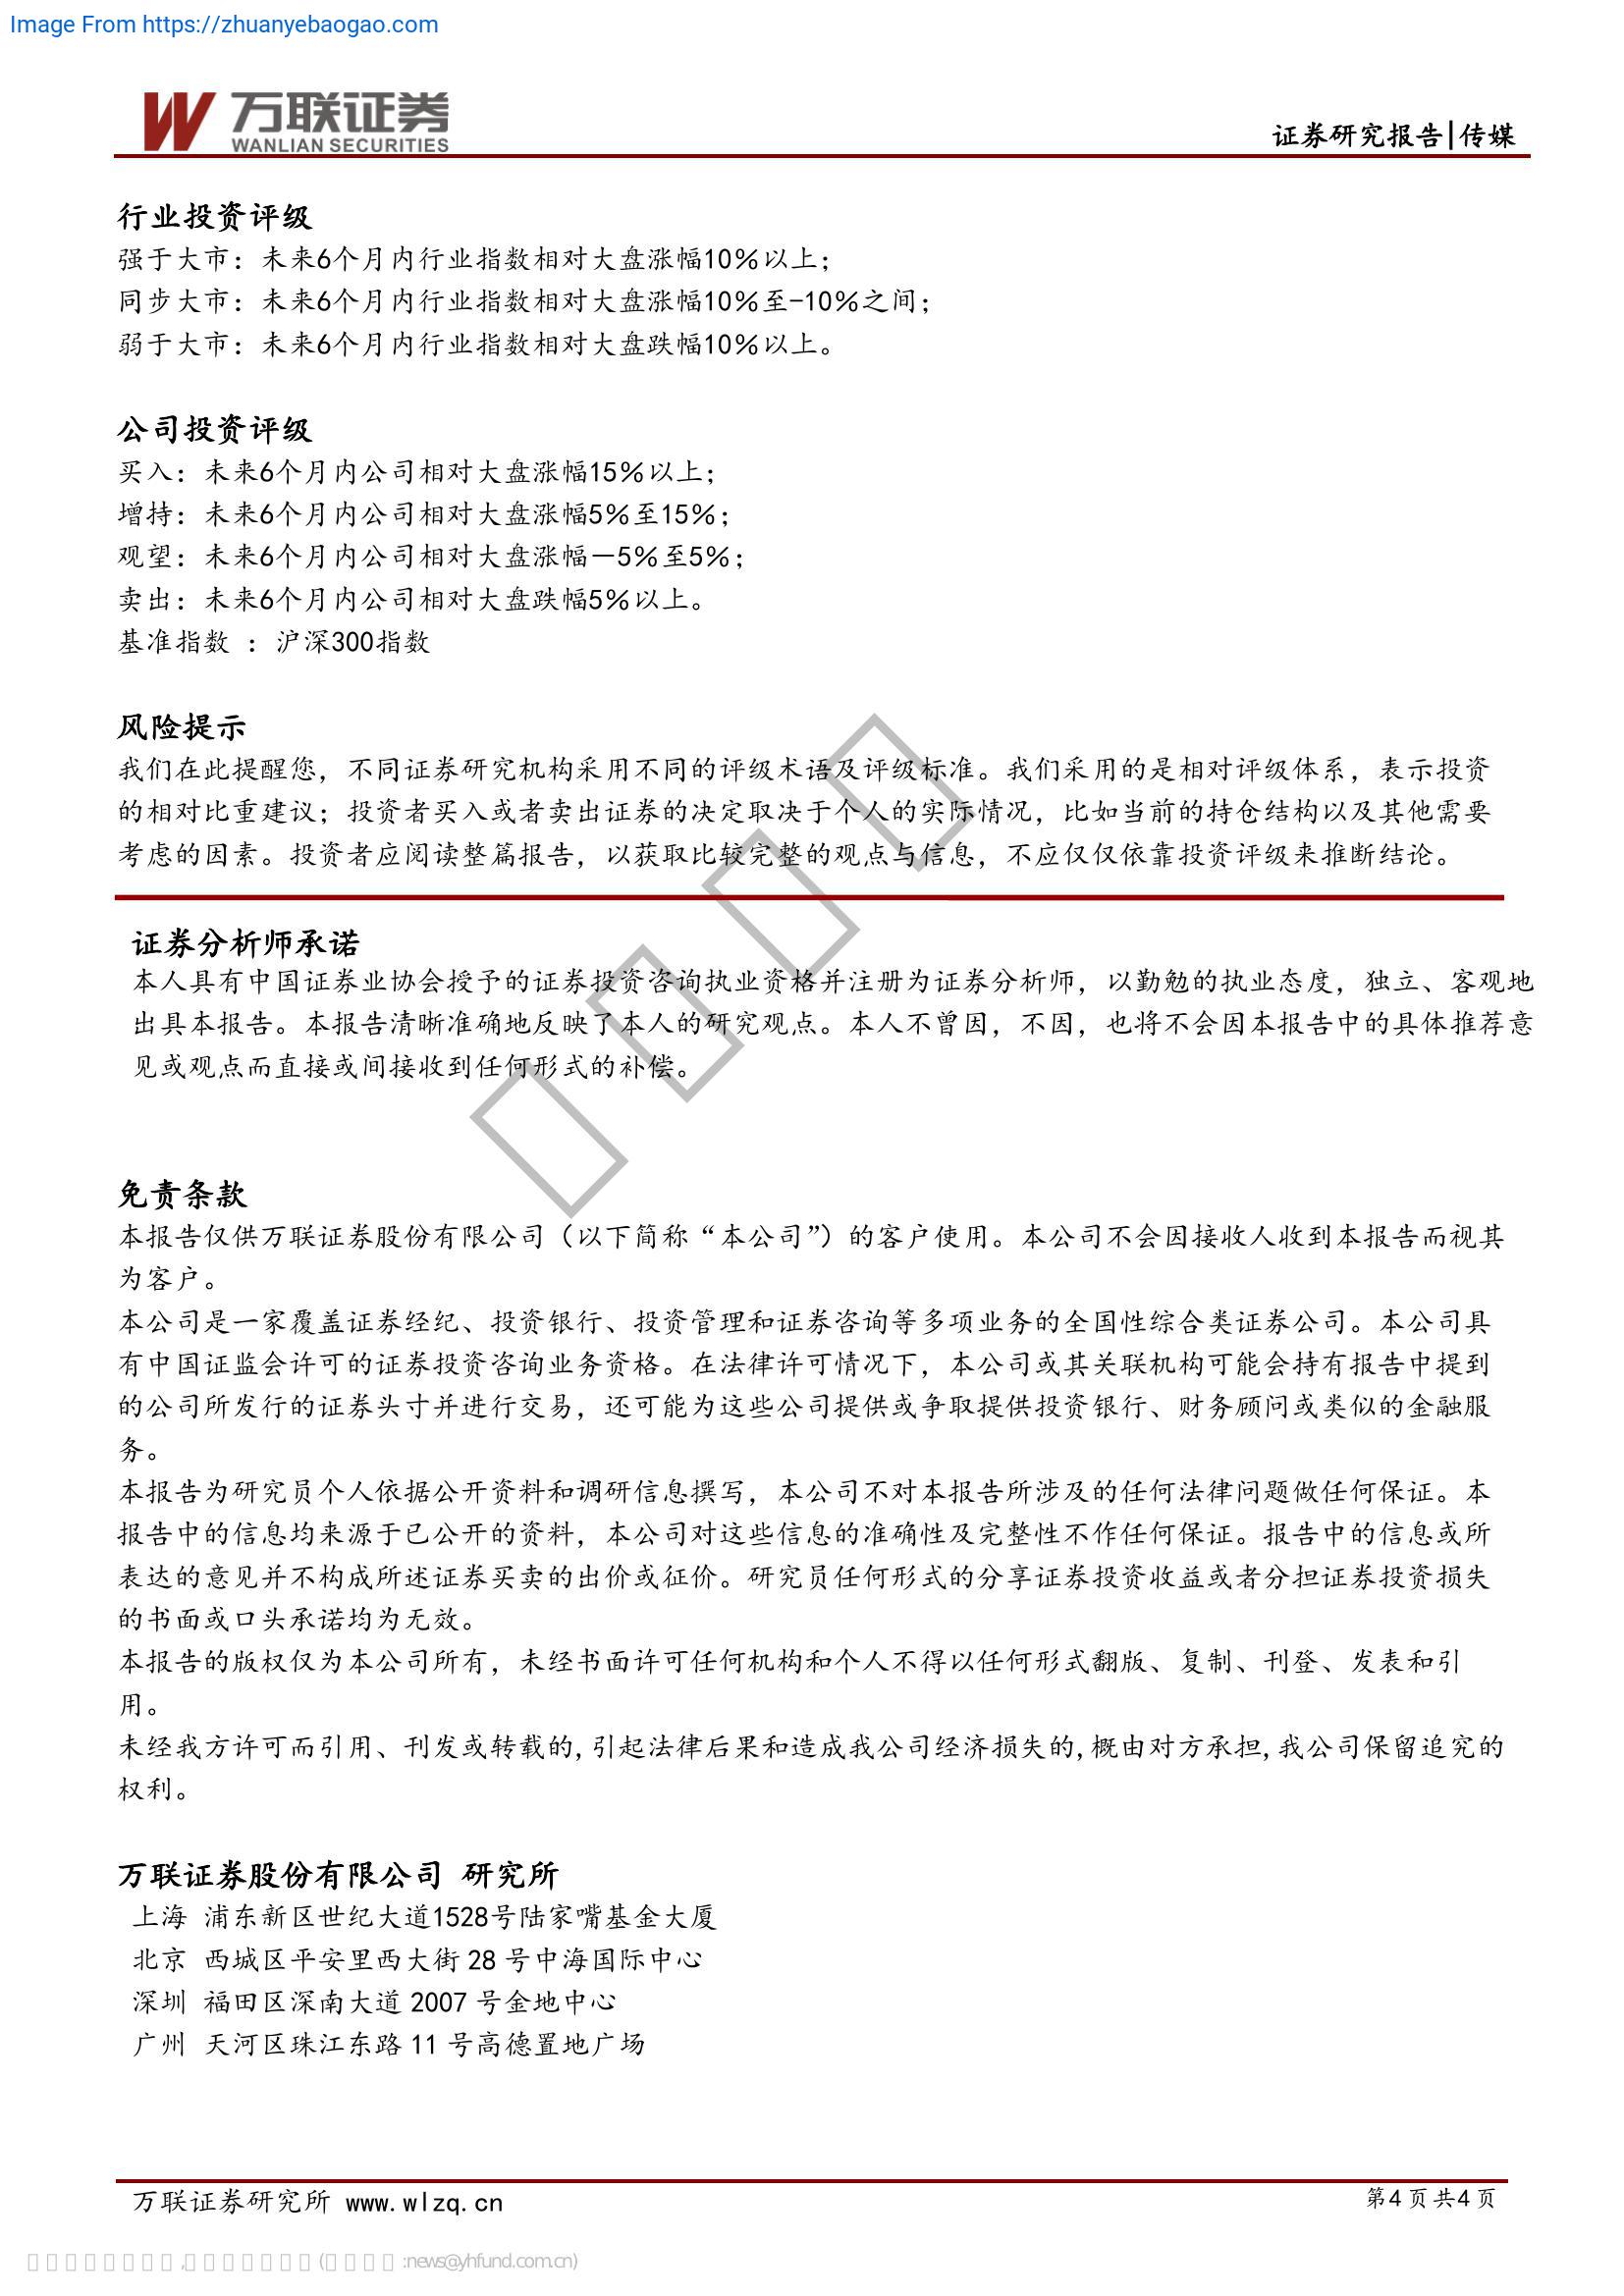 Image From https://zhuanyebaogao.com
万联证券
WANLIAN SECURITIES
证券研究报告|传媒
行业投资评级
强于大市：未来6个月内行业指数相对大盘涨幅10％以上；
同步大市：未来6个月内行业指数相对大盘涨幅10％至-10％之间；
弱于大市：未来6个月内行业指数相对大盘跌幅10％以上。
公司投资评级
买入：未来6个月内公司相对大盘涨幅15％以上；
增持：未来6个月内公司相对大盘涨幅5％至15％；
观望：未来6个月内公司相对大盘涨幅－5％至5％；
卖出：未来6个月内公司相对大盘跌幅5％以上。
基准指数 ：沪深300指数
风险提示
我们在此提醒您，不同证券研究机构采用不同的评级术语及评级标准。我们采用的是相对评级体系，表示投资
的相对比重建议；投资者买入或者卖出证券的决定取决于个人的实际情况，比如当前的持仓结构以及其他需要
考虑的因素。投资者应阅读整篇报告，以获取比较完整的观点与信息，不应仅仅依靠投资评级来推断结论。
证券分析师承诺
本人具有中国证券业协会授予的证券投资咨询执业资格并注册为证券分析师，以勤勉的执业态度，独立、客观地
出具本报告。本报告清晰准确地反映了本人的研究观点。本人不曾因，不因，也将不会因本报告中的具体推荐意
见或观点而直接或间接收到任何形式的补偿。
免责条款
本报告仅供万联证券股份有限公司（以下简称“本公司”）的客户使用。本公司不会因接收人收到本报告而视其
为客户。
本公司是一家覆盖证券经纪、投资银行、投资管理和证券咨询等多项业务的全国性综合类证券公司。本公司具
有中国证监会许可的证券投资咨询业务资格。在法律许可情况下，本公司或其关联机构可能会持有报告中提到
的公司所发行的证券头寸并进行交易，还可能为这些公司提供或争取提供投资银行、财务顾问或类似的金融服
务。
本报告为研究员个人依据公开资料和调研信息撰写，本公司不对本报告所涉及的任何法律问题做任何保证。本
报告中的信息均来源于已公开的资料，本公司对这些信息的准确性及完整性不作任何保证。报告中的信息或所
表达的意见并不构成所述证券买卖的出价或征价。研究员任何形式的分享证券投资收益或者分担证券投资损失
的书面或口头承诺均为无效。
本报告的版权仅为本公司所有，未经书面许可任何机构和个人不得以任何形式翻版、复制、刊登、发表和引
用。
未经我方许可而引用、刊发或转载的,引起法律后果和造成我公司经济损失的,概由对方承担,我公司保留追究的
权利。
万联证券股份有限公司 研究所
上海 浦东新区世纪大道1528号陆家嘴基金大厦
北京 西城区平安里西大街 28 号中海国际中心
深圳 福田区深南大道 2007 号金地中心
广州 天河区珠江东路 11 号高德置地广场
万联证券研究所 www.wlzq.cn
第4页共4页
:news@yhfund.com.cn)